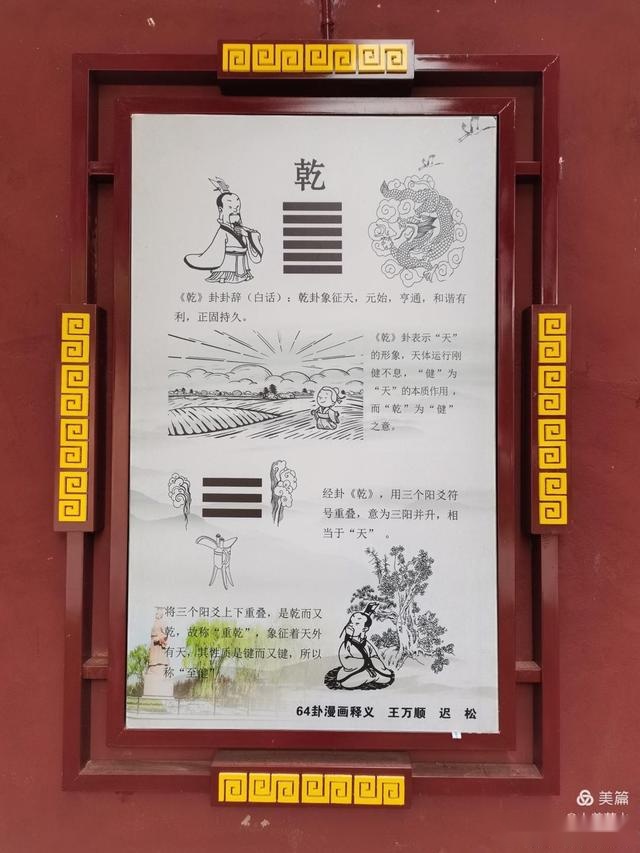 乾
《乾》卦卦辞（白话）：乾卦象征天，元始，亨通，和谐有
利，正固持久。
《乾》卦表示“天”
的形象，天体运行刚
健不息，“健”为
“天”的本质作用，
而“乾”为“健”
之意。
经卦《乾》，用三个阳爻符
号重叠，意为三阳并升，相
当于“天”。
将三个阳爻上下重叠，是乾而又
乾，故称“重乾”，象征着天外
有天，其性质是键而又键，所以
称“至健”
64卦漫画释义 王万顺 迟 松
美篇